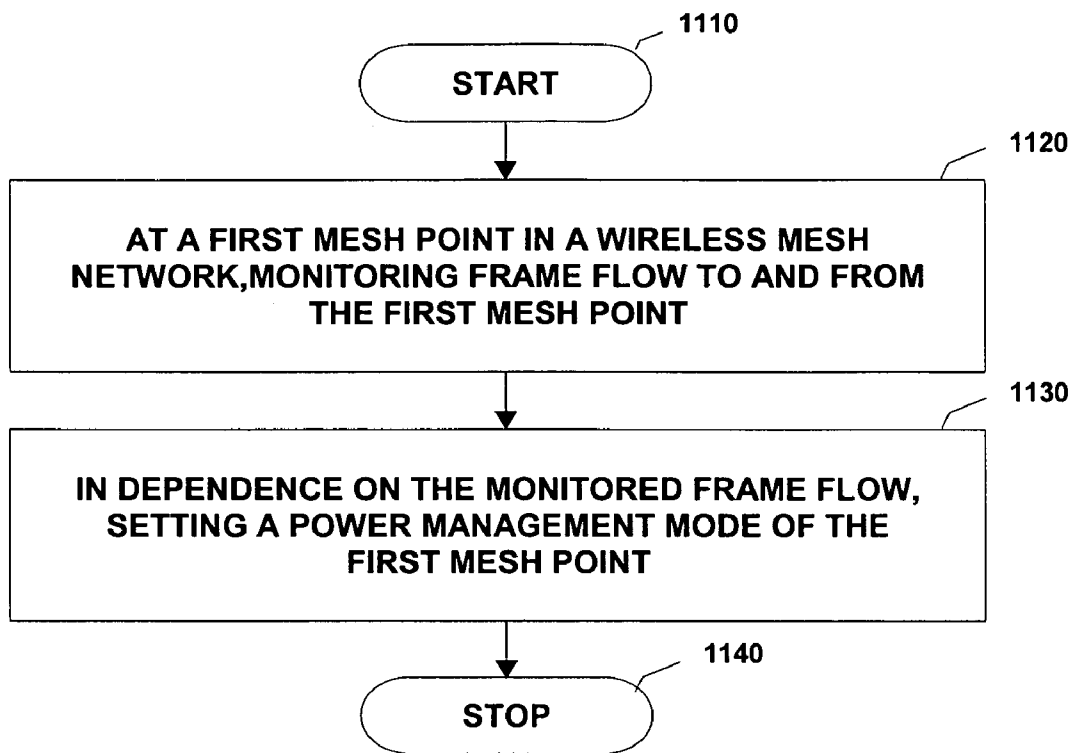 1110
START
1120
AT A FIRST MESH POINT IN A WIRELESS MESH
NETWORK,MONITORING FRAME FLOW TO AND FROM
THE FIRST MESH POINT
1130
IN DEPENDENCE ON THE MONITORED FRAME FLOW,
SETTING A POWER MANAGEMENT MODE OF THE
FIRST MESH POINT
1140
STOP